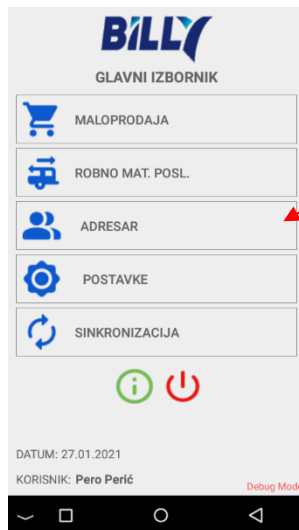 BILLY
GLAVNI IZBORNIK
MALOPRODAJA
ROBNO MAT. POSL.
ADRESAR
POSTAVKE
SINKRONIZACIJA
DATUM: 27.01.2021
KORISNIK: Pero Perić
Debug Mode